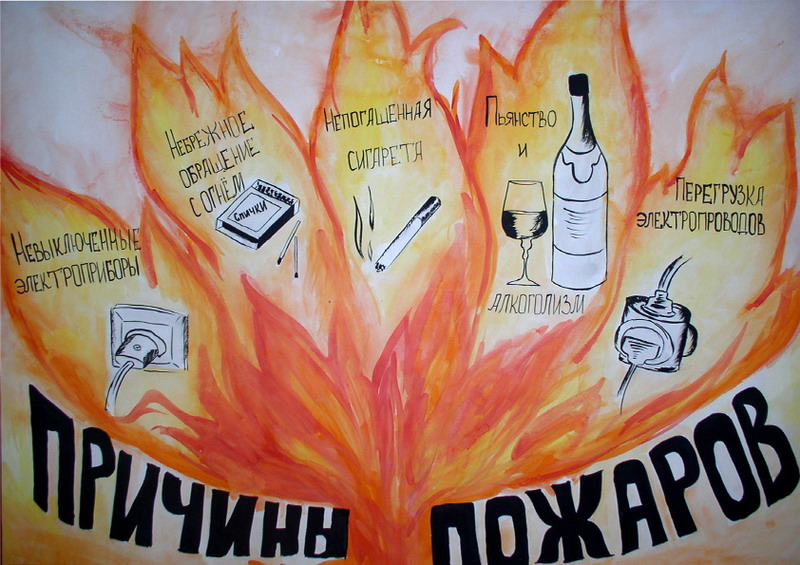 Невыключенные
электроприборы
Небрежное
обращение
с огнём
Спички
Непогашенная
сигарета
Пьянство
и
алкоголизм
Перегрузка
электропроводов
ПРИЧИНЫ ПОЖАРОВ